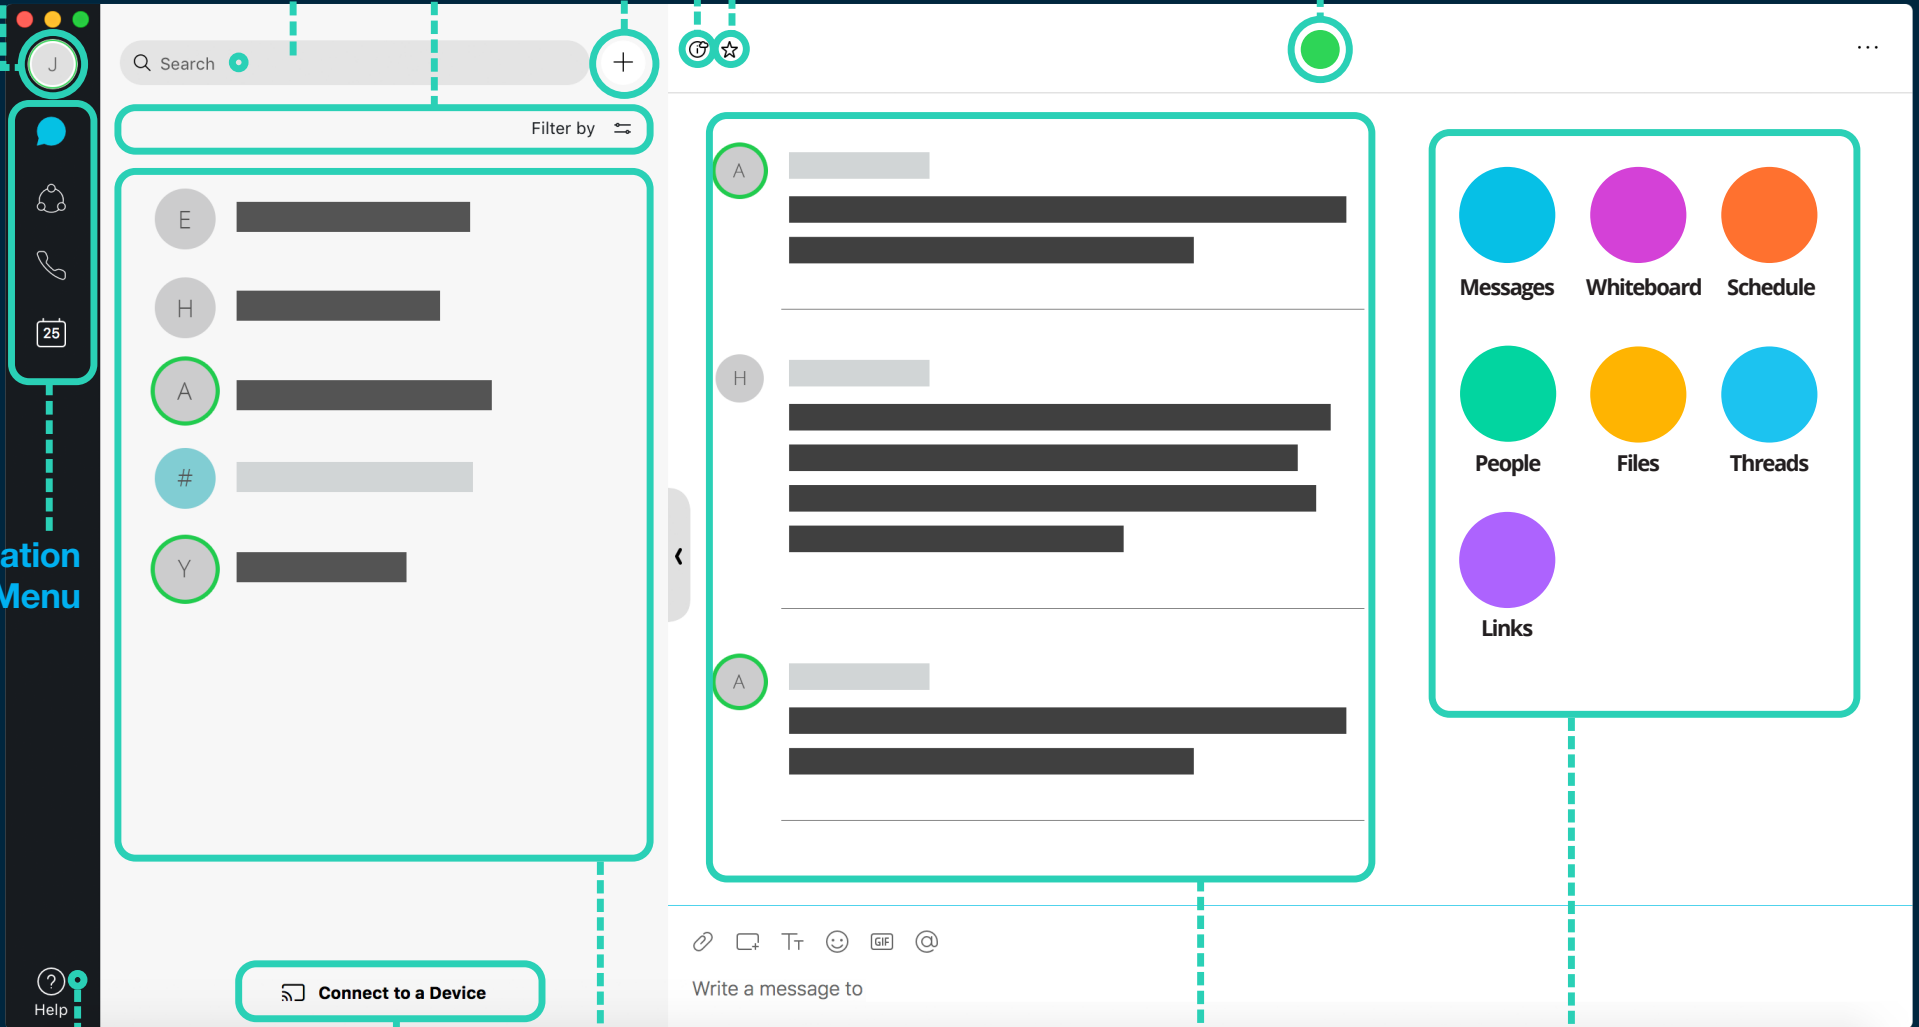 J
Search
Filter by
25
E
H
A
#
Y
ation
Menu
?
Help
Connect to a Device
...
A
H
A
GIF
@
Write a message to
Messages Whiteboard Schedule
People Files Threads
Links